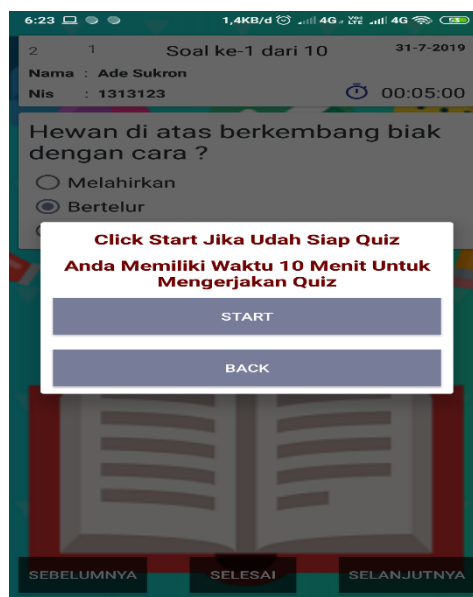 6:23 1,4KB/d 4G 4G 53
2 1 Soal ke-1 dari 10 31-7-2019
Nama : Ade Sukron
Nis : 1313123 00:05:00
Hewan di atas berkembang biak
dengan cara ?
Melahirkan
Bertelur
Click Start Jika Udah Siap Quiz
Anda Memiliki Waktu 10 Menit Untuk
Mengerjakan Quiz
START
BACK
SEBELUMNYA SELESAI SELANJUTNYA